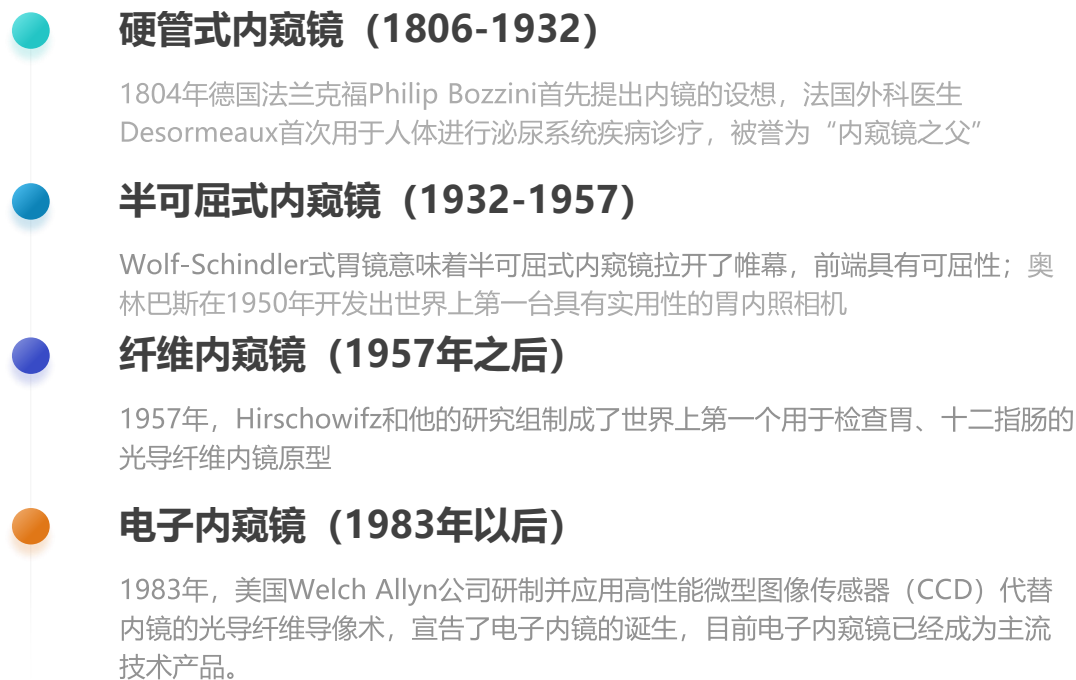 硬管式内窥镜（1806-1932）
1804年德国法兰克福Philip Bozzini首先提出内镜的设想，法国外科医生
Desormeaux首次用于人体进行泌尿系统疾病诊疗，被誉为“内窥镜之父”
半可屈式内窥镜（1932-1957）
Wolf-Schindler式胃镜意味着半可屈式内窥镜拉开了帷幕，前端具有可屈性；奥
林巴斯在1950年开发出世界上第一台具有实用性的胃内照相机
纤维内窥镜（1957年之后）
1957年，Hirschowifz和他的研究组制成了世界上第一个用于检查胃、十二指肠的
光导纤维内镜原型
电子内窥镜（1983年以后）
1983年，美国Welch Allyn公司研制并应用高性能微型图像传感器（CCD）代替
内镜的光导纤维导像术，宣告了电子内镜的诞生，目前电子内窥镜已经成为主流
技术产品。